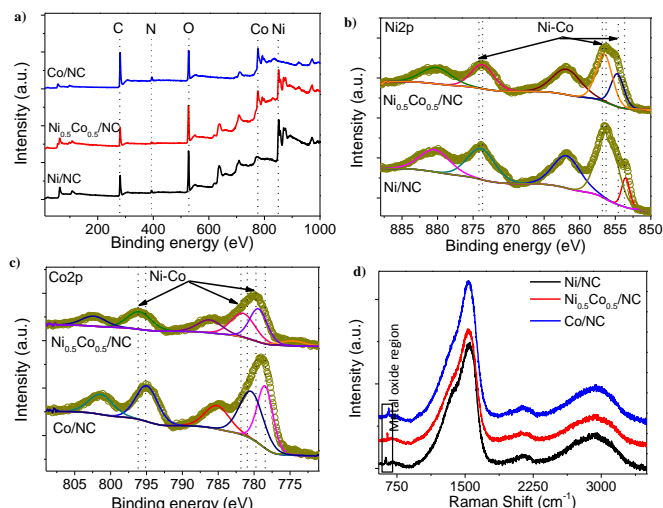 a)
C N O Co Ni
Co/NC
Ni0.5Co0.5/NC
Ni/NC
Intensity (a.u.)
200 400 600 800 1000
Binding energy (eV)
b)
Ni2p
Ni-Co
Ni0.5Co0.5/NC
Ni/NC
Intensity (a.u.)
885 880 875 870 865 860 855 850
Binding energy (eV)
c)
Co2p
Ni-Co
Ni0.5Co0.5/NC
Co/NC
Intensity (a.u.)
805 800 795 790 785 780 775
Binding energy (eV)
d)
Ni/NC
Ni0.5Co0.5/NC
Co/NC
Metal oxide region
Intensity (a.u.)
750 1500 2250 3000
Raman Shift (cm-1)